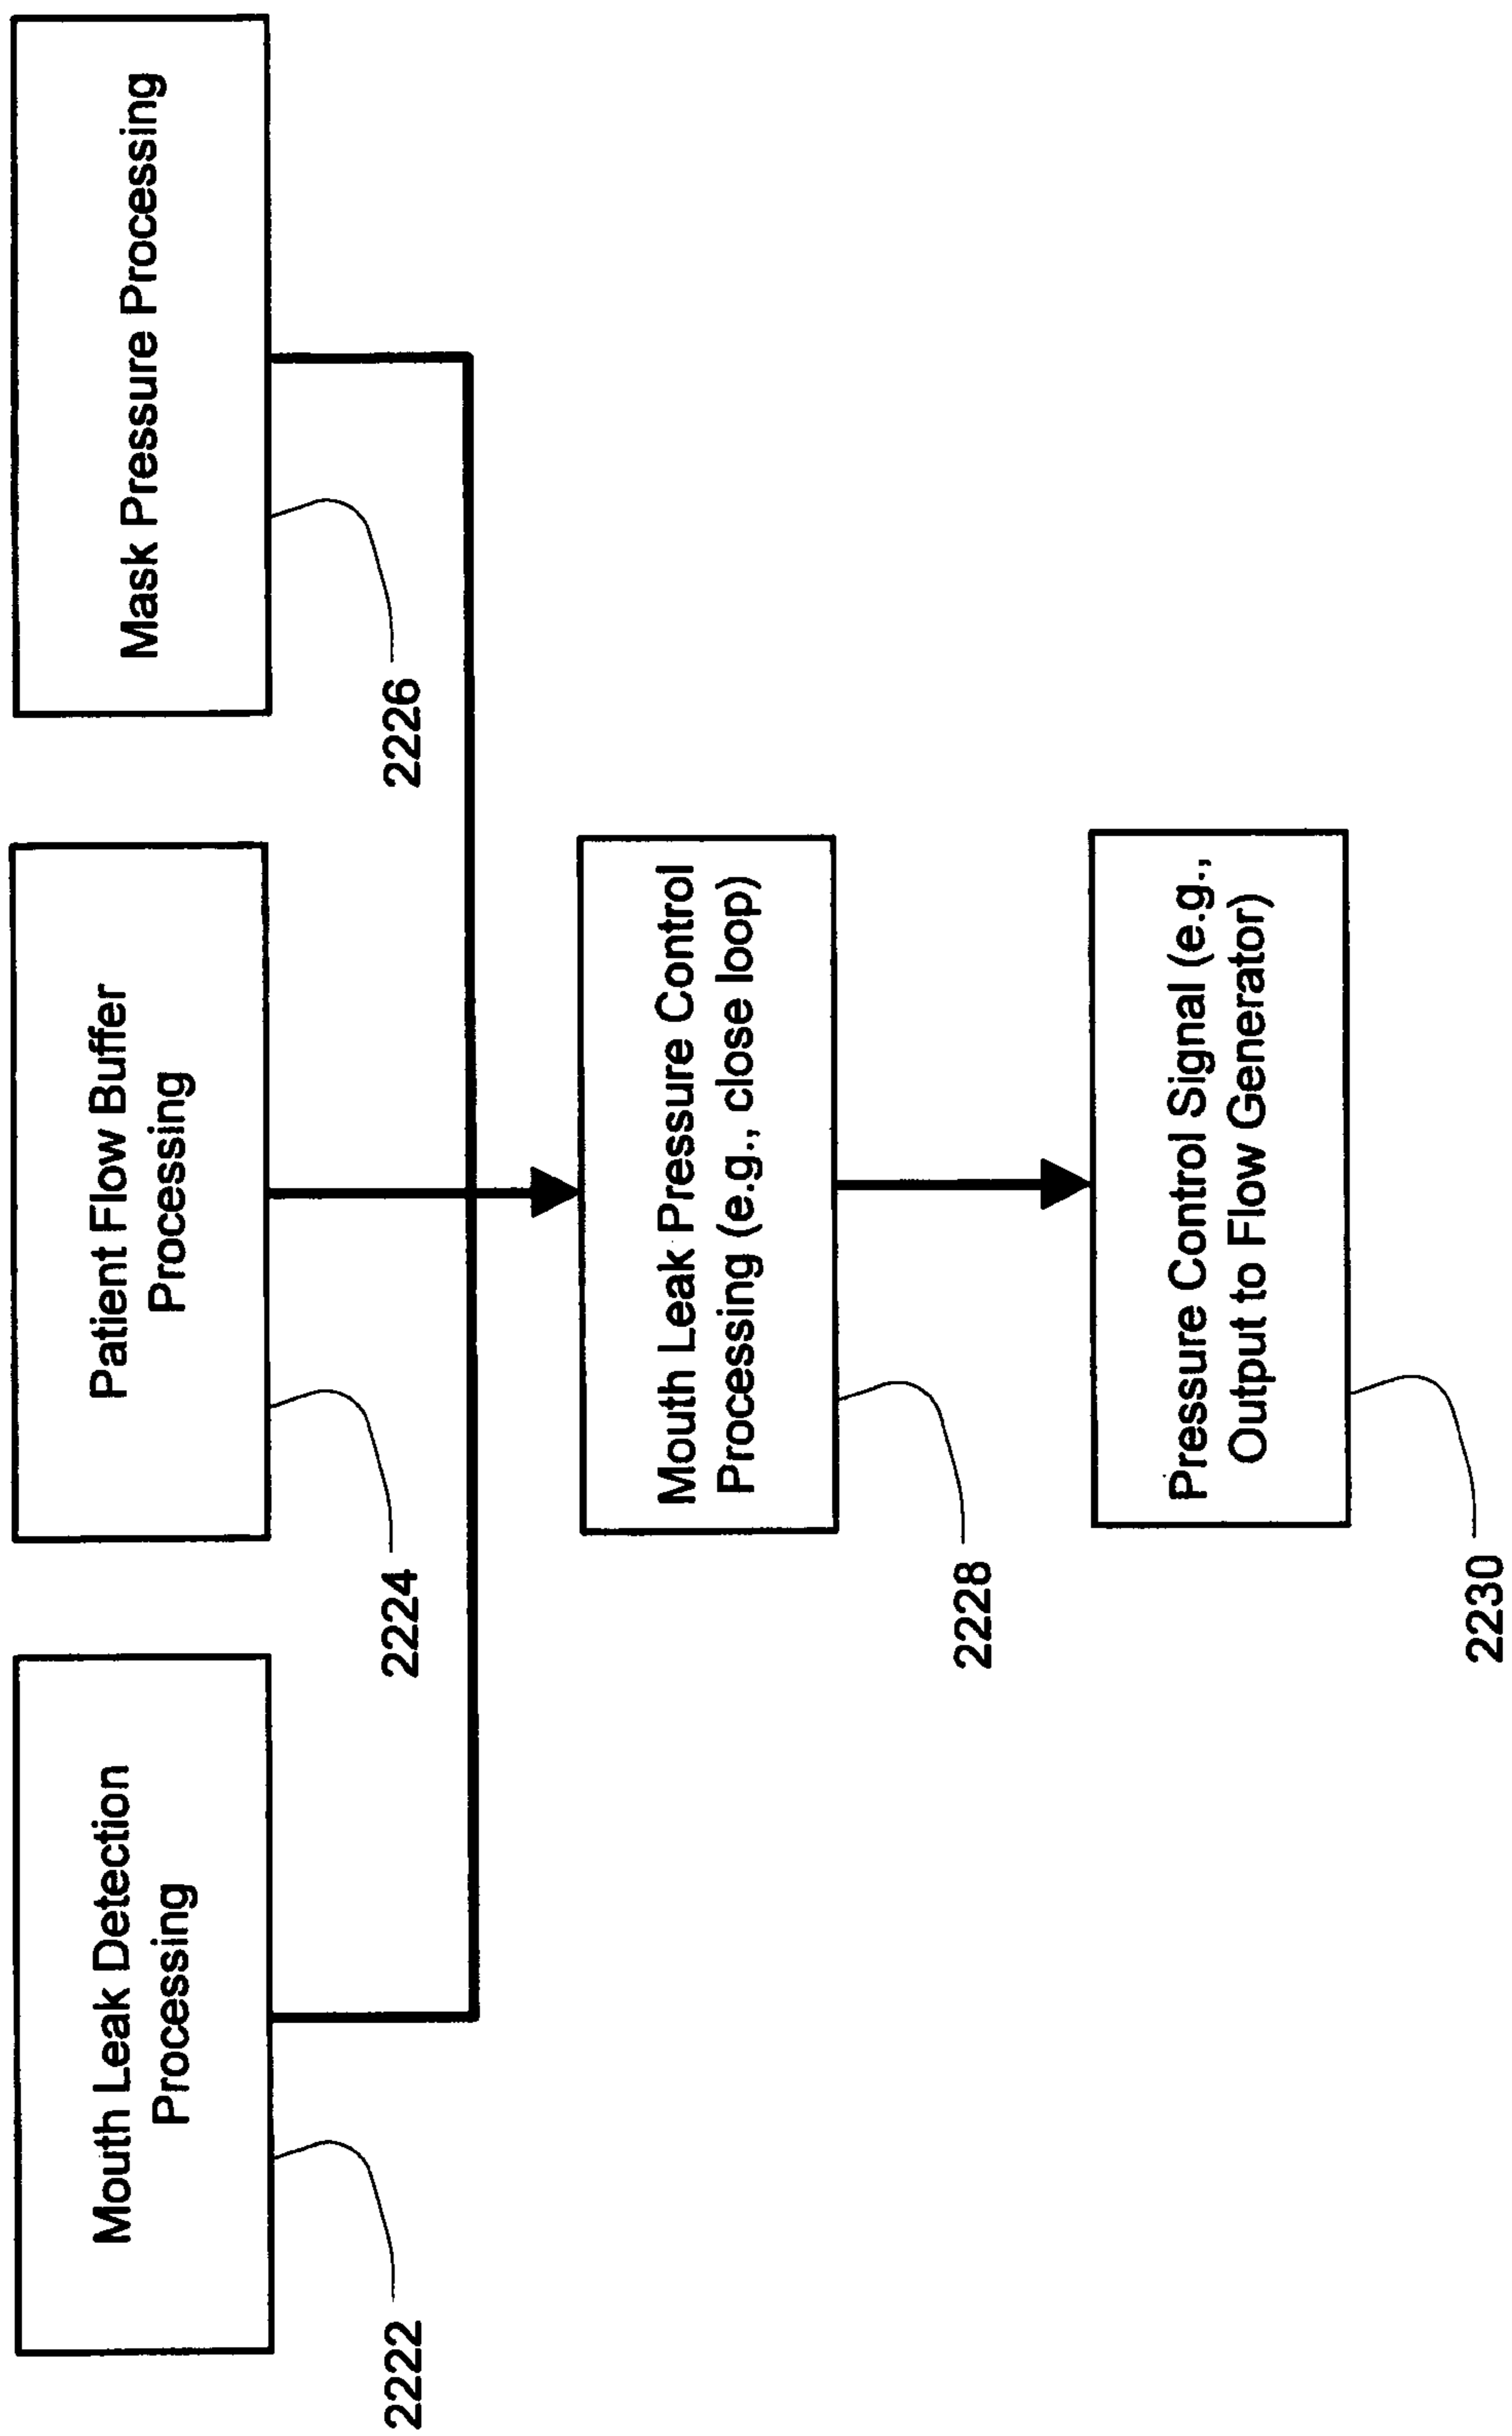 Mouth Leak Detection
Processing
2222
Patient Flow Buffer
Processing
2224
Mask Pressure Processing
2226
Mouth Leak Pressure Control
Processing (e.g., close loop)
2228
Pressure Control Signal (e.g.,
Output to Flow Generator)
2230